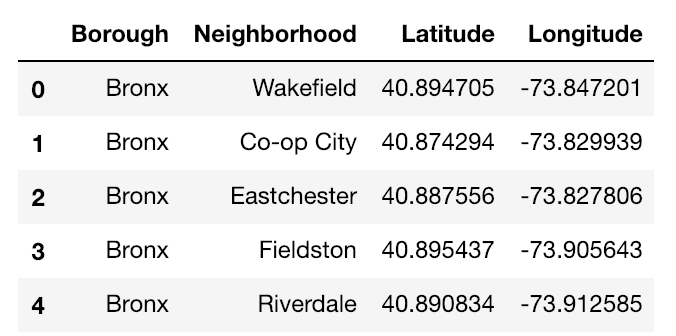 Borough Neighborhood Latitude Longitude
0 Bronx Wakefield 40.894705 -73.847201
1 Bronx Co-op City 40.874294 -73.829939
2 Bronx Eastchester 40.887556 -73.827806
3 Bronx Fieldston 40.895437 -73.905643
4 Bronx Riverdale 40.890834 -73.912585